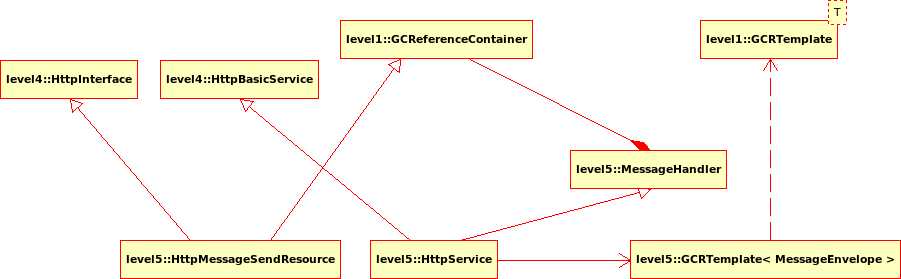 T
level1::GCReferenceContainer
level1::GCRTemplate
level4::HttpInterface
level4::HttpBasicService
level5::MessageHandler
level5::HttpMessageSendResource
level5::HttpService
level5::GCRTemplate< MessageEnvelope >